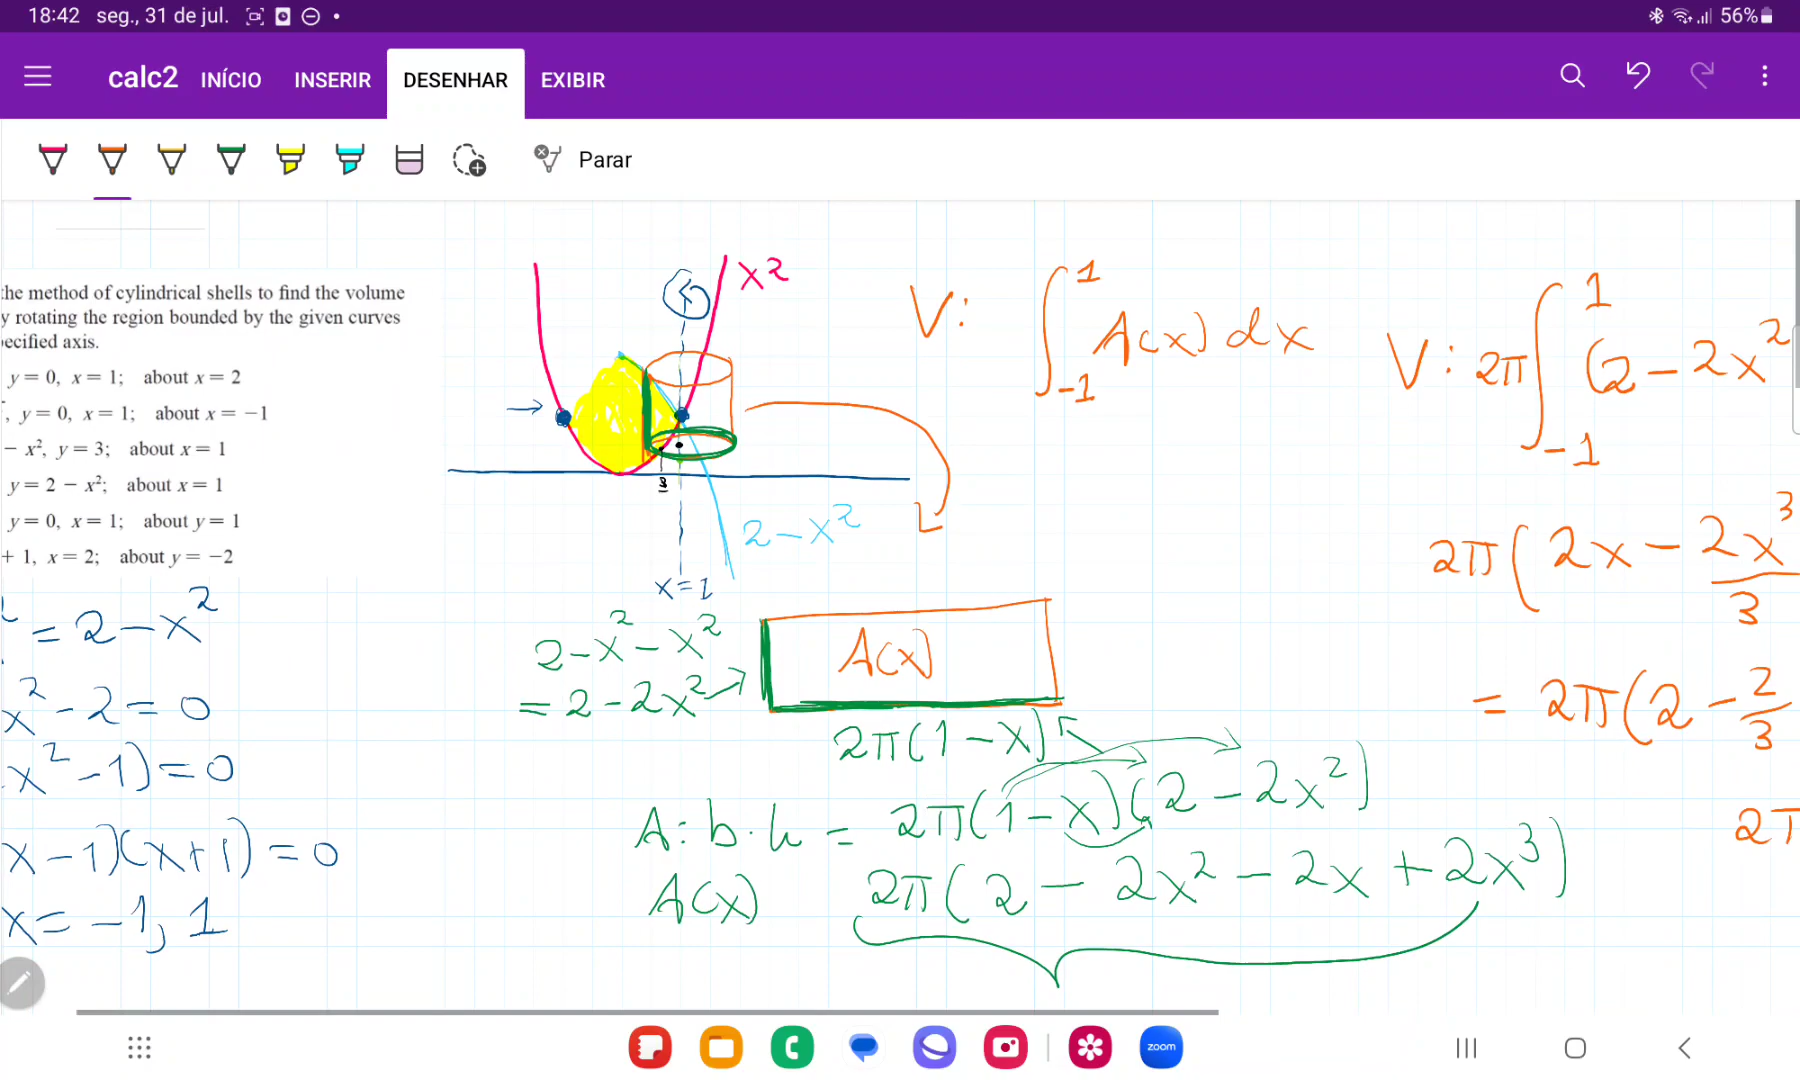 18:42 seg., 31 de jul.
56%
calc2 INÍCIO INSERIR DESENHAR EXIBIR
Parar
the method of cylindrical shells to find the volume
y rotating the region bounded by the given curves
ecified axis.
y = 0, x = 1; about x = 2
, y = 0, x = 1; about x = −1
− x², y = 3; about x = 1
y = 2 − x²; about x = 1
y = 0, x = 1; about y = 1
+ 1, x = 2; about y = −2
² = 2 − x²
x² − 2 = 0
x² − 1) = 0
x − 1)(x + 1) = 0
x = −1, 1
x2
2 − x²
x = 1
2 − x² − x²
= 2 − 2x²
A(x)
2π(1 − x)
A: b · h = 2π(1 − x)(2 − 2x²)
A(x) 2π(2 − 2x² − 2x + 2x³)
V: ∫₋₁¹ A(x) dx
V: 2π ∫₋₁¹ (2 − 2x²
2π(2x − 2x³/3
= 2π(2 − 2/3
2π
zoom